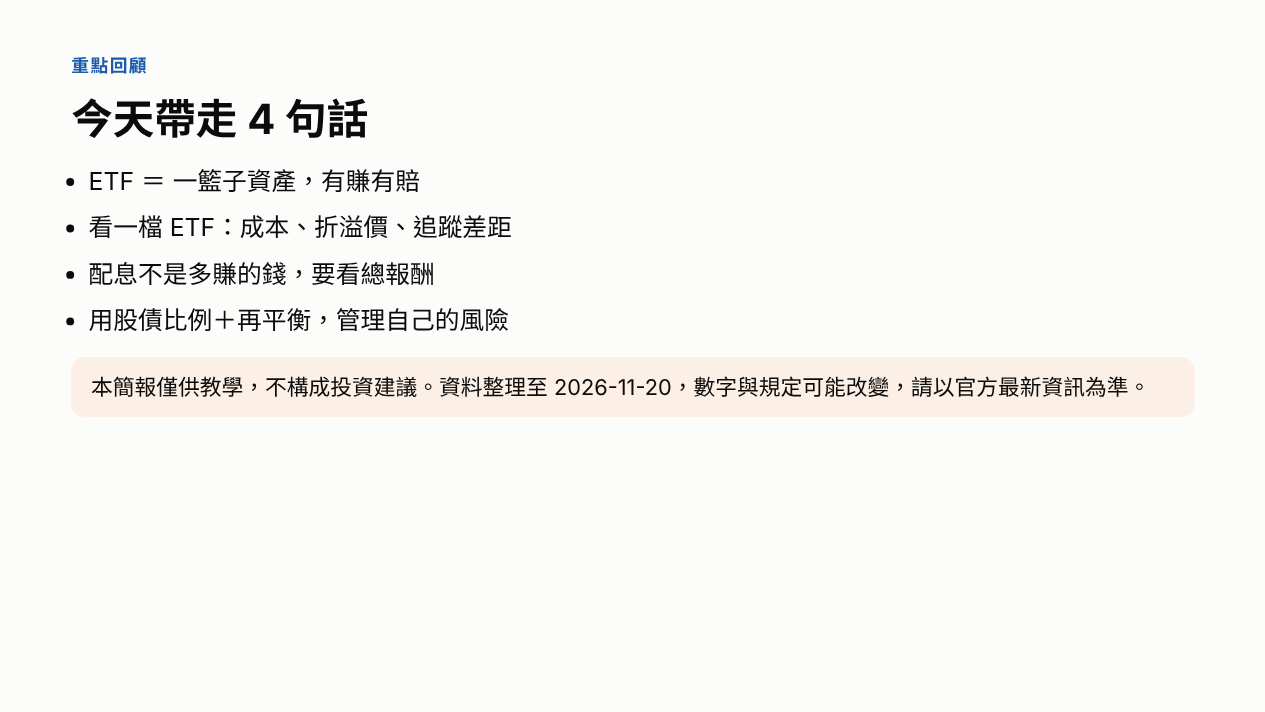 重點回顧
今天帶走 4 句話
• ETF ＝ 一籃子資產，有賺有賠
• 看一檔 ETF：成本、折溢價、追蹤差距
• 配息不是多賺的錢，要看總報酬
• 用股債比例＋再平衡，管理自己的風險
本簡報僅供教學，不構成投資建議。資料整理至 2026-11-20，數字與規定可能改變，請以官方最新資訊為準。